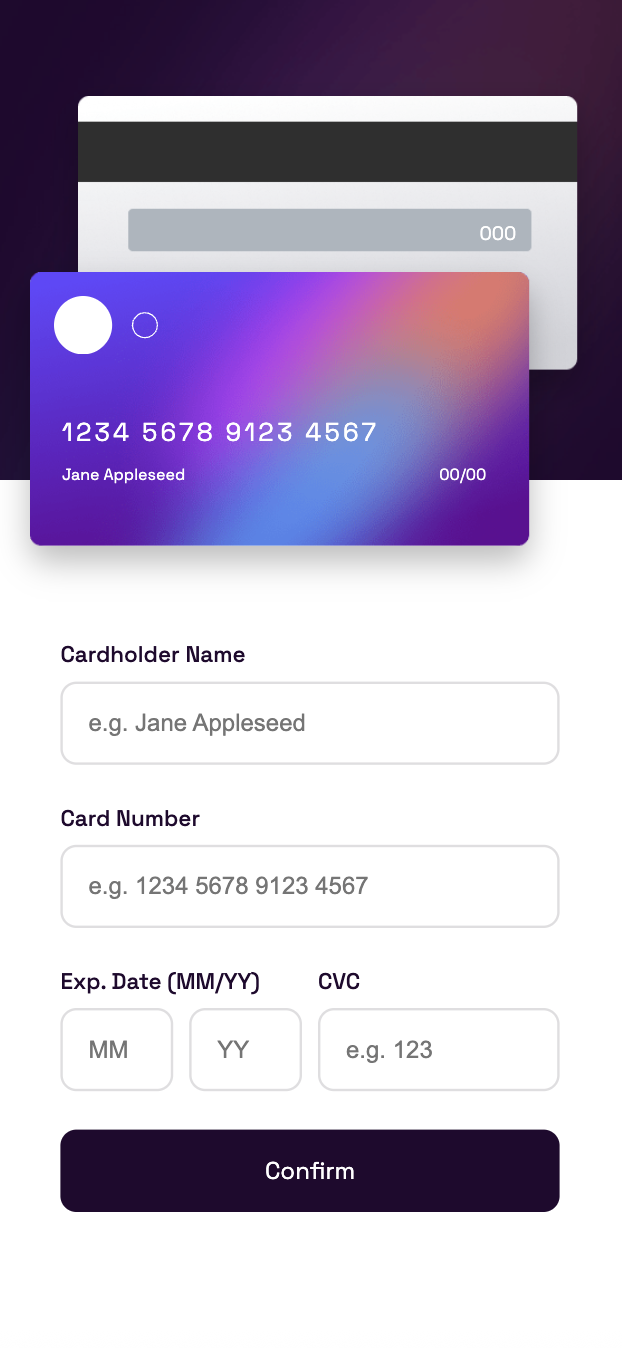 000
1234 5678 9123 4567
Jane Appleseed 00/00
Cardholder Name
e.g. Jane Appleseed
Card Number
e.g. 1234 5678 9123 4567
Exp. Date (MM/YY) CVC
MM YY e.g. 123
Confirm